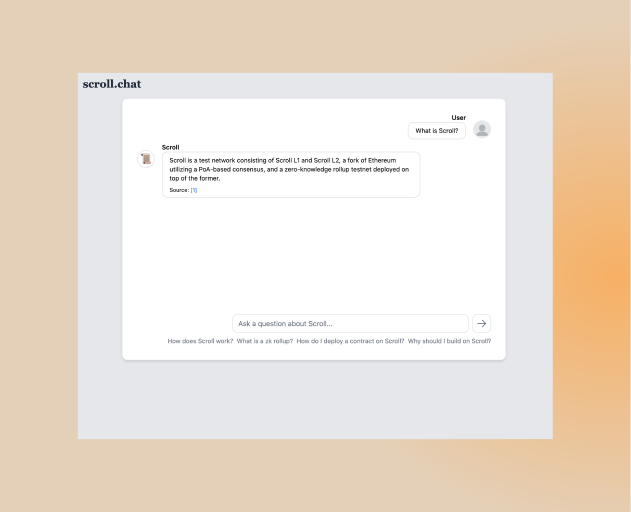 scroll.chat
User
What is Scroll?
Scroll
Scroll is a test network consisting of Scroll L1 and Scroll L2, a fork of Ethereum
utilizing a PoA-based consensus, and a zero-knowledge rollup testnet deployed on
top of the former.
Source: [1]
Ask a question about Scroll...
How does Scroll work? What is a zk rollup? How do I deploy a contract on Scroll? Why should I build on Scroll?